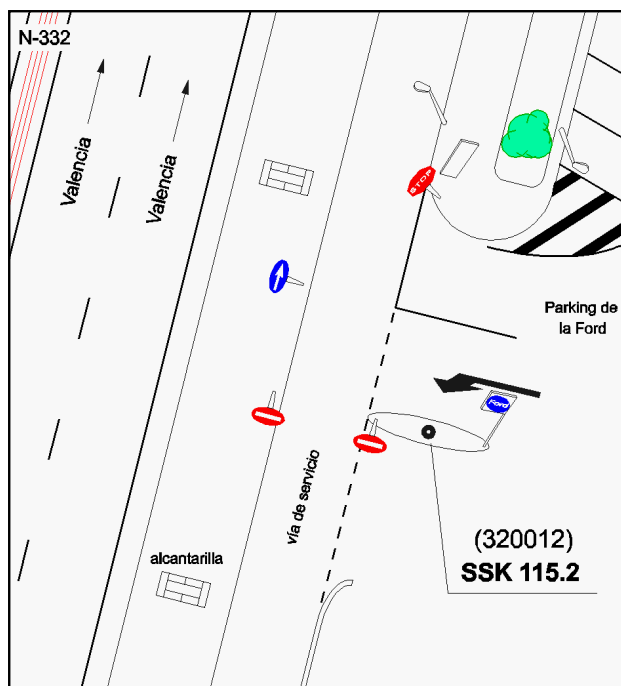 N-332
Valencia
Valencia
STOP
Parking de
la Ford
Ford
vía de servicio
(320012)
SSK 115.2
alcantarilla